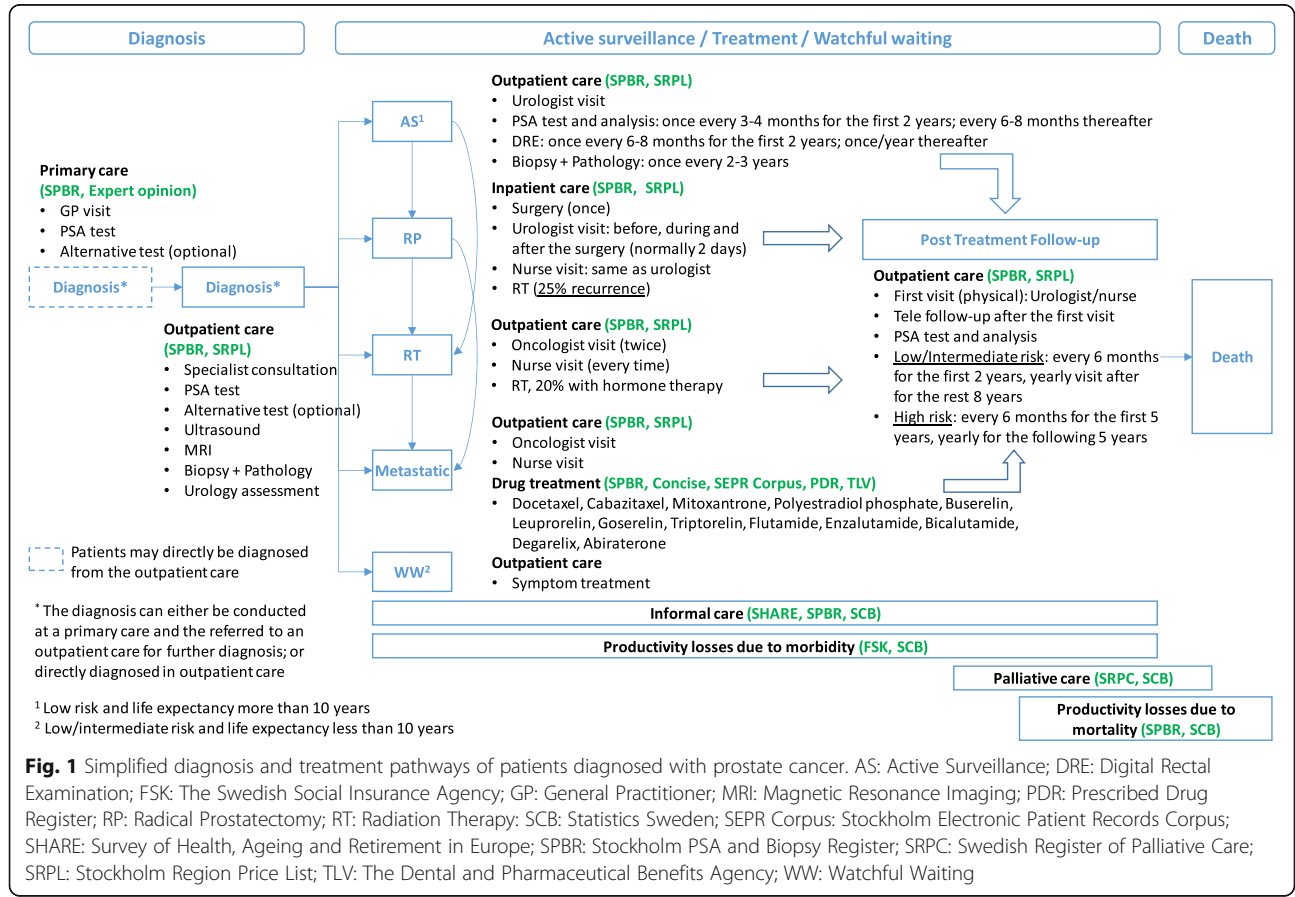 Diagnosis
Active surveillance / Treatment / Watchful waiting
Death
Primary care
(SPBR, Expert opinion)
• GP visit
• PSA test
• Alternative test (optional)
Diagnosis*
Diagnosis*
Outpatient care
(SPBR, SRPL)
• Specialist consultation
• PSA test
• Alternative test (optional)
• Ultrasound
• MRI
• Biopsy + Pathology
• Urology assessment
Patients may directly be diagnosed
from the outpatient care
* The diagnosis can either be conducted
at a primary care and the referred to an
outpatient care for further diagnosis; or
directly diagnosed in outpatient care
1 Low risk and life expectancy more than 10 years
2 Low/intermediate risk and life expectancy less than 10 years
AS1
RP
RT
Metastatic
WW2
Outpatient care (SPBR, SRPL)
• Urologist visit
• PSA test and analysis: once every 3-4 months for the first 2 years; every 6-8 months thereafter
• DRE: once every 6-8 months for the first 2 years; once/year thereafter
• Biopsy + Pathology: once every 2-3 years
Inpatient care (SPBR, SRPL)
• Surgery (once)
• Urologist visit: before, during and
after the surgery (normally 2 days)
• Nurse visit: same as urologist
• RT (25% recurrence)
Outpatient care (SPBR, SRPL)
• Oncologist visit (twice)
• Nurse visit (every time)
• RT, 20% with hormone therapy
Outpatient care (SPBR, SRPL)
• Oncologist visit
• Nurse visit
Drug treatment (SPBR, Concise, SEPR Corpus, PDR, TLV)
• Docetaxel, Cabazitaxel, Mitoxantrone, Polyestradiol phosphate, Buserelin,
Leuprorelin, Goserelin, Triptorelin, Flutamide, Enzalutamide, Bicalutamide,
Degarelix, Abiraterone
Outpatient care
• Symptom treatment
Post Treatment Follow-up
Outpatient care (SPBR, SRPL)
• First visit (physical): Urologist/nurse
• Tele follow-up after the first visit
• PSA test and analysis
• Low/Intermediate risk: every 6 months
for the first 2 years, yearly visit after
for the rest 8 years
• High risk: every 6 months for the first 5
years, yearly for the following 5 years
Death
Informal care (SHARE, SPBR, SCB)
Productivity losses due to morbidity (FSK, SCB)
Palliative care (SRPC, SCB)
Productivity losses due to
mortality (SPBR, SCB)
Fig. 1 Simplified diagnosis and treatment pathways of patients diagnosed with prostate cancer. AS: Active Surveillance; DRE: Digital Rectal
Examination; FSK: The Swedish Social Insurance Agency; GP: General Practitioner; MRI: Magnetic Resonance Imaging; PDR: Prescribed Drug
Register; RP: Radical Prostatectomy; RT: Radiation Therapy: SCB: Statistics Sweden; SEPR Corpus: Stockholm Electronic Patient Records Corpus;
SHARE: Survey of Health, Ageing and Retirement in Europe; SPBR: Stockholm PSA and Biopsy Register; SRPC: Swedish Register of Palliative Care;
SRPL: Stockholm Region Price List; TLV: The Dental and Pharmaceutical Benefits Agency; WW: Watchful Waiting